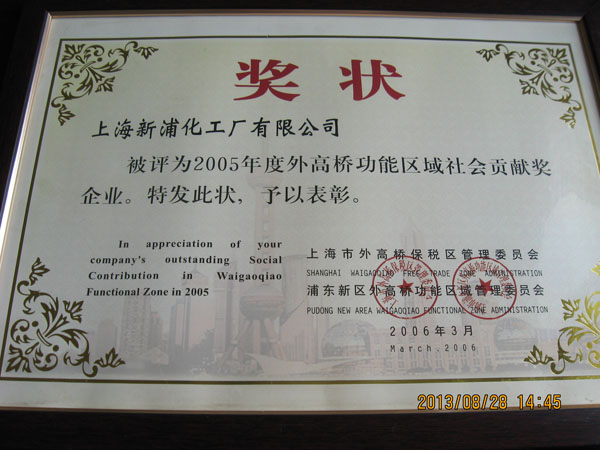 奖状
上海新浦化工厂有限公司
被评为2005年度外高桥功能区域社会贡献奖
企业。特发此状，予以表彰。
In appreciation of your
company's outstanding Social
Contribution in Waigaoqiao
Functional Zone in 2005
上海市外高桥保税区管理委员会
SHANGHAI WAIGAOQIAO FREE TRADE ZONE ADMINISTRATION
浦东新区外高桥功能区域管理委员会
PUDONG NEW AREA WAIGAOQIAO FUNCTIONAL ZONE ADMINISTRATION
2006年3月
March,2006
2013/08/28 14:45